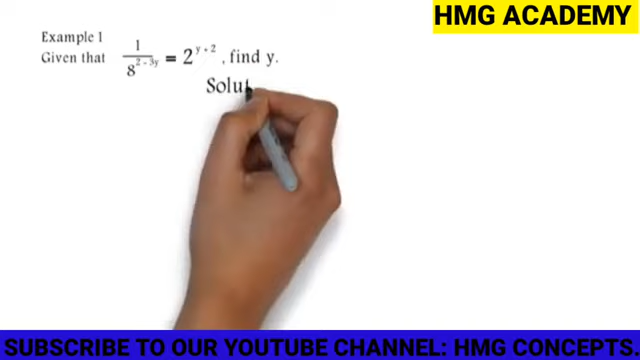 HMG ACADEMY
Example 1
Given that 1/8^(2 - 3y) = 2^(y + 2) , find y.
Solut
SUBSCRIBE TO OUR YOUTUBE CHANNEL: HMG CONCEPTS.